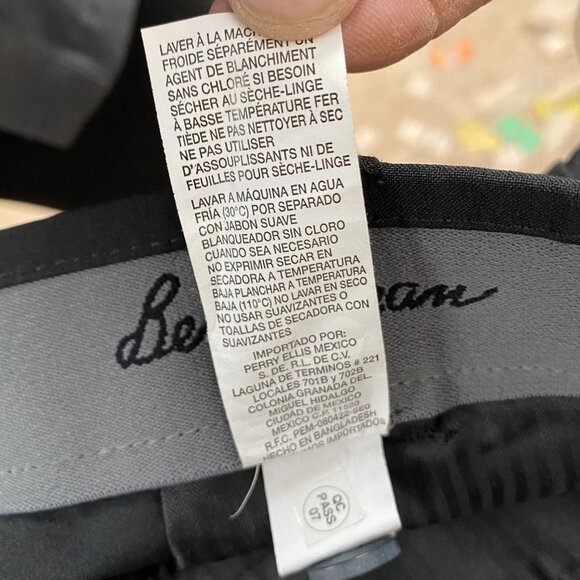 LAVER À LA MACHINE
FROIDE SÉPARÉMENT UN
AGENT DE BLANCHIMENT
SANS CHLORÉ SI BESOIN
SÉCHER AU SÈCHE-LINGE
À BASSE TEMPÉRATURE FER
TIÈDE NE PAS NETTOYER À SEC
NE PAS UTILISER
D'ASSOUPLISSANTS NI DE
FEUILLES POUR SÈCHE-LINGE
LAVAR A MÁQUINA EN AGUA
FRÍA (30°C) POR SEPARADO
CON JABON SUAVE
BLANQUEADOR SIN CLORO
CUANDO SEA NECESARIO
NO EXPRIMIR SECAR EN
SECADORA A TEMPERATURA
BAJA PLANCHAR A TEMPERATURA
BAJA (110°C) NO LAVAR EN SECO
NO USAR SUAVIZANTES O
TOALLAS DE SECADORA CON
SUAVIZANTES
IMPORTADO POR:
PERRY ELLIS MEXICO
S. DE R.L. DE C.V.
LAGUNA DE TERMINOS # 221
LOCALES 701B y 702B
COLONIA GRANADA DEL.
MIGUEL HIDALGO
CIUDAD DE MEXICO
MEXICO C.P. 11520
R.F.C. PEM-080422-8E0
HECHO EN BANGLADESH
QC
PASS
07